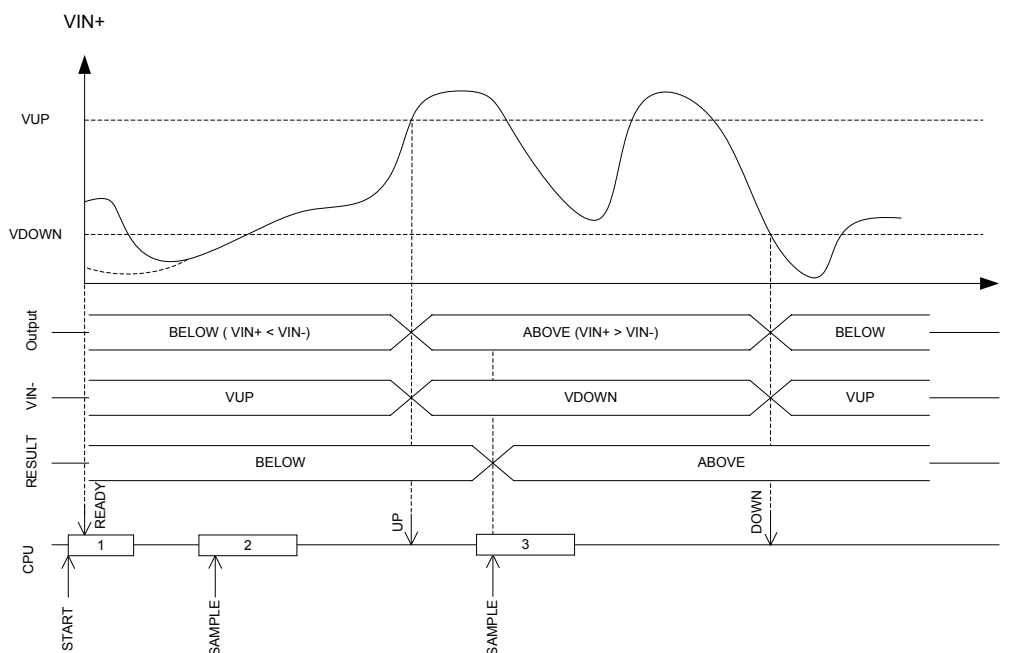 VIN+
VUP
VDOWN
Output
BELOW ( VIN+ < VIN-)
ABOVE (VIN+ > VIN-)
BELOW
VIN-
VUP
VDOWN
VUP
RESULT
BELOW
ABOVE
READY
UP
DOWN
CPU
1
2
3
START
SAMPLE
SAMPLE